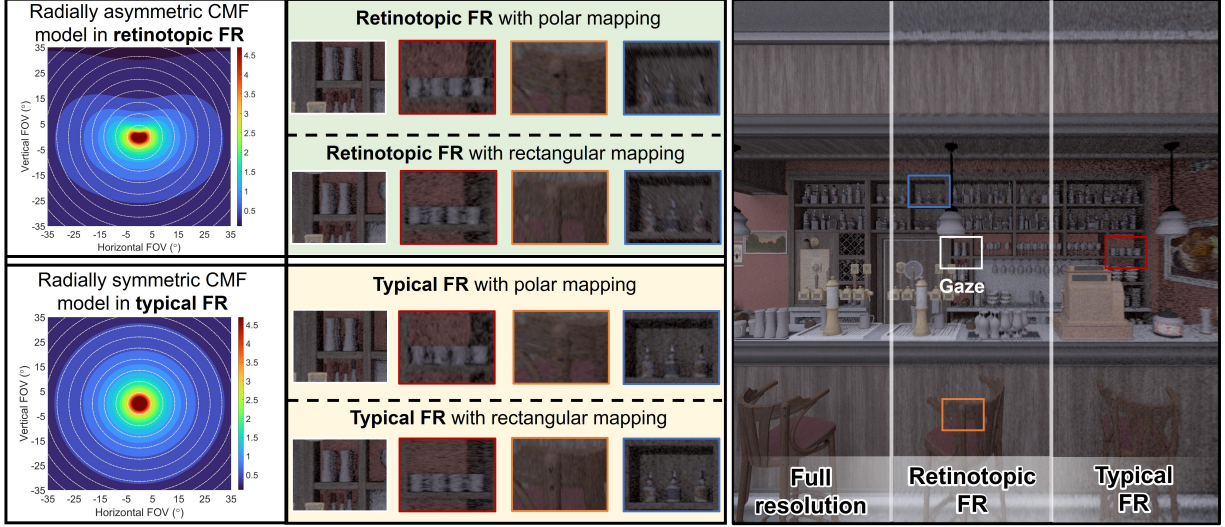 Radially asymmetric CMF
model in retinotopic FR
35
25
15
5
-5
-15
-25
-35
Vertical FOV (°)
-35 -25 -15 -5 5 15 25 35
Horizontal FOV (°)
4.5
4
3.5
3
2.5
2
1.5
1
0.5
Retinotopic FR with polar mapping
Retinotopic FR with rectangular mapping
Radially symmetric CMF
model in typical FR
35
25
15
5
-5
-15
-25
-35
Vertical FOV (°)
-35 -25 -15 -5 5 15 25 35
Horizontal FOV (°)
4.5
4
3.5
3
2.5
2
1.5
1
0.5
Typical FR with polar mapping
Typical FR with rectangular mapping
Gaze
Full
resolution
Retinotopic
FR
Typical
FR